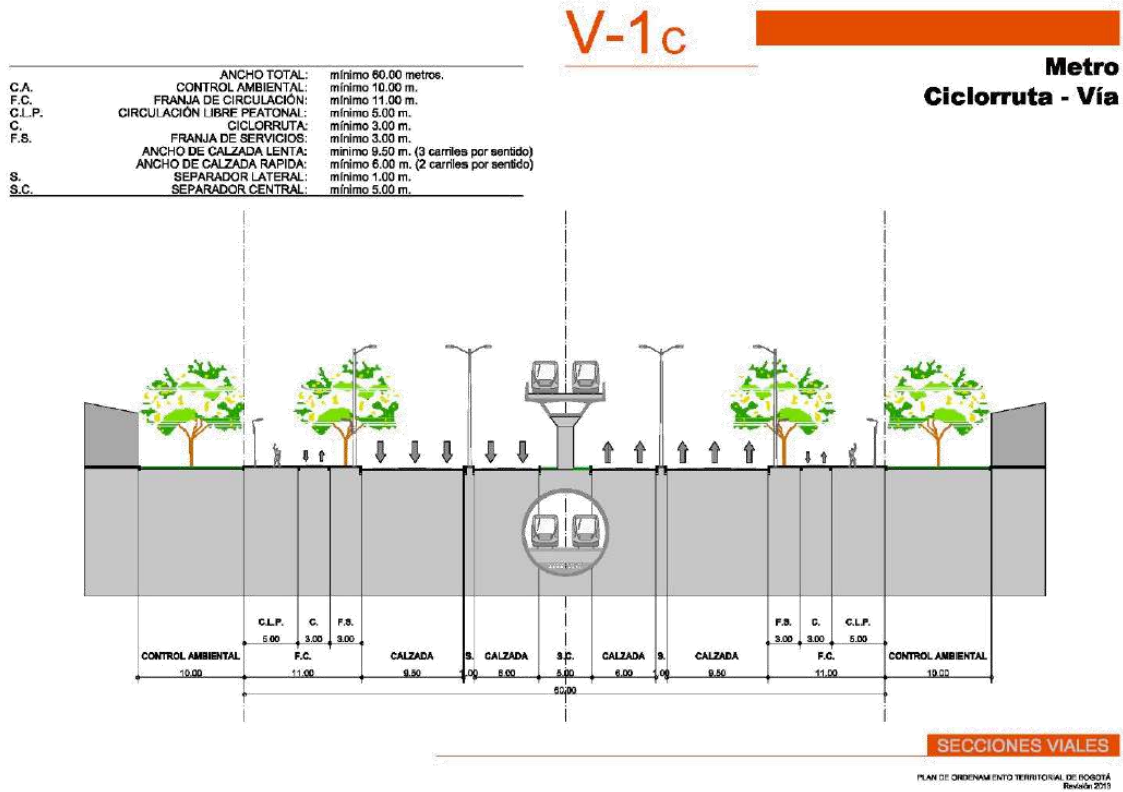 V-1c
Metro
Ciclorruta - Vía
ANCHO TOTAL: mínimo 60.00 metros.
C.A. CONTROL AMBIENTAL: mínimo 10.00 m.
F.C. FRANJA DE CIRCULACIÓN: mínimo 11.00 m.
C.L.P. CIRCULACIÓN LIBRE PEATONAL: mínimo 5.00 m.
C. CICLORRUTA: mínimo 3.00 m.
F.S. FRANJA DE SERVICIOS: mínimo 3.00 m.
ANCHO DE CALZADA LENTA: mínimo 9.50 m. (3 carriles por sentido)
ANCHO DE CALZADA RAPIDA: mínimo 6.00 m. (2 carriles por sentido)
S. SEPARADOR LATERAL: mínimo 1.00 m.
S.C. SEPARADOR CENTRAL: mínimo 5.00 m.
C.L.P. C. F.S. F.S. C. C.L.P.
5.00 3.00 3.00 3.00 3.00 5.00
CONTROL AMBIENTAL F.C. CALZADA S. CALZADA S.C. CALZADA S. CALZADA F.C. CONTROL AMBIENTAL
10.00 11.00 9.50 1.00 6.00 5.00 6.00 1.00 9.50 11.00 10.00
60.00
SECCIONES VIALES
PLAN DE ORDENAMIENTO TERRITORIAL DE BOGOTÁ
Revisión 2013